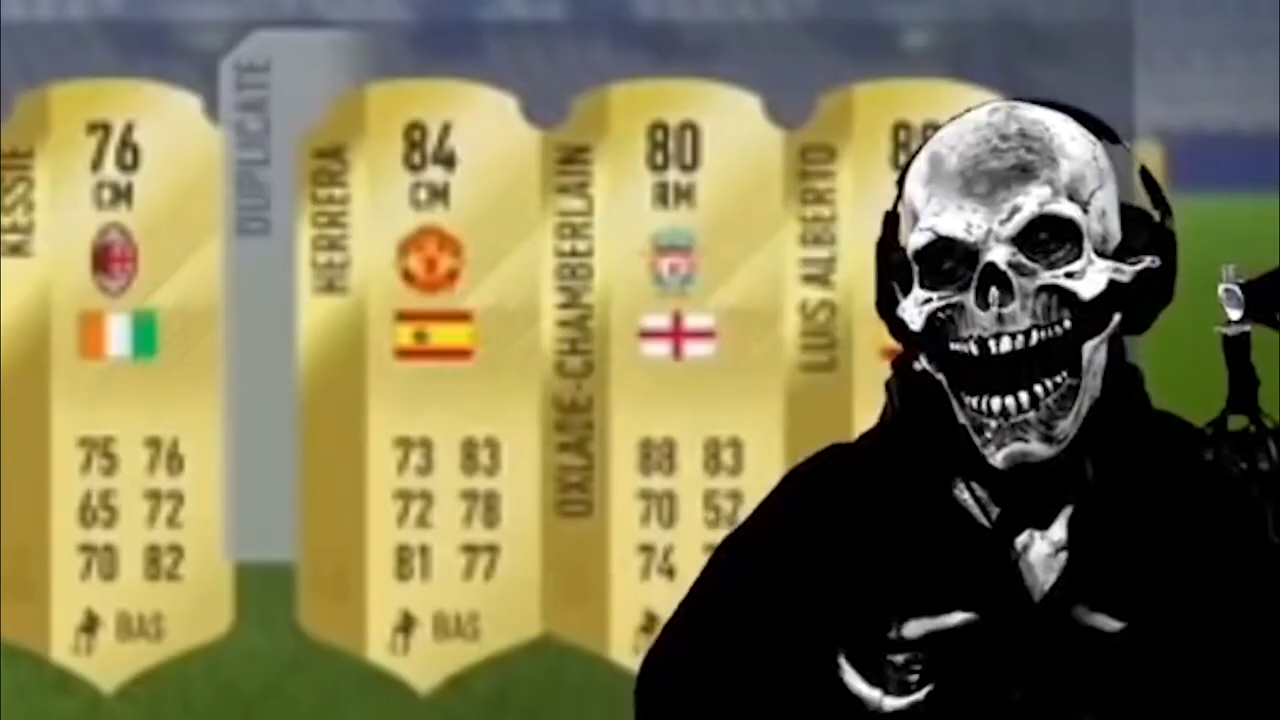 KESSIE
76
CM
75 76
65 72
70 82
BAS
DUPLICATE
HERRERA
84
CM
73 83
72 78
81 77
BAS
OXLADE-CHAMBERLAIN
80
RM
88 83
70 52
74
LUIS ALBERTO